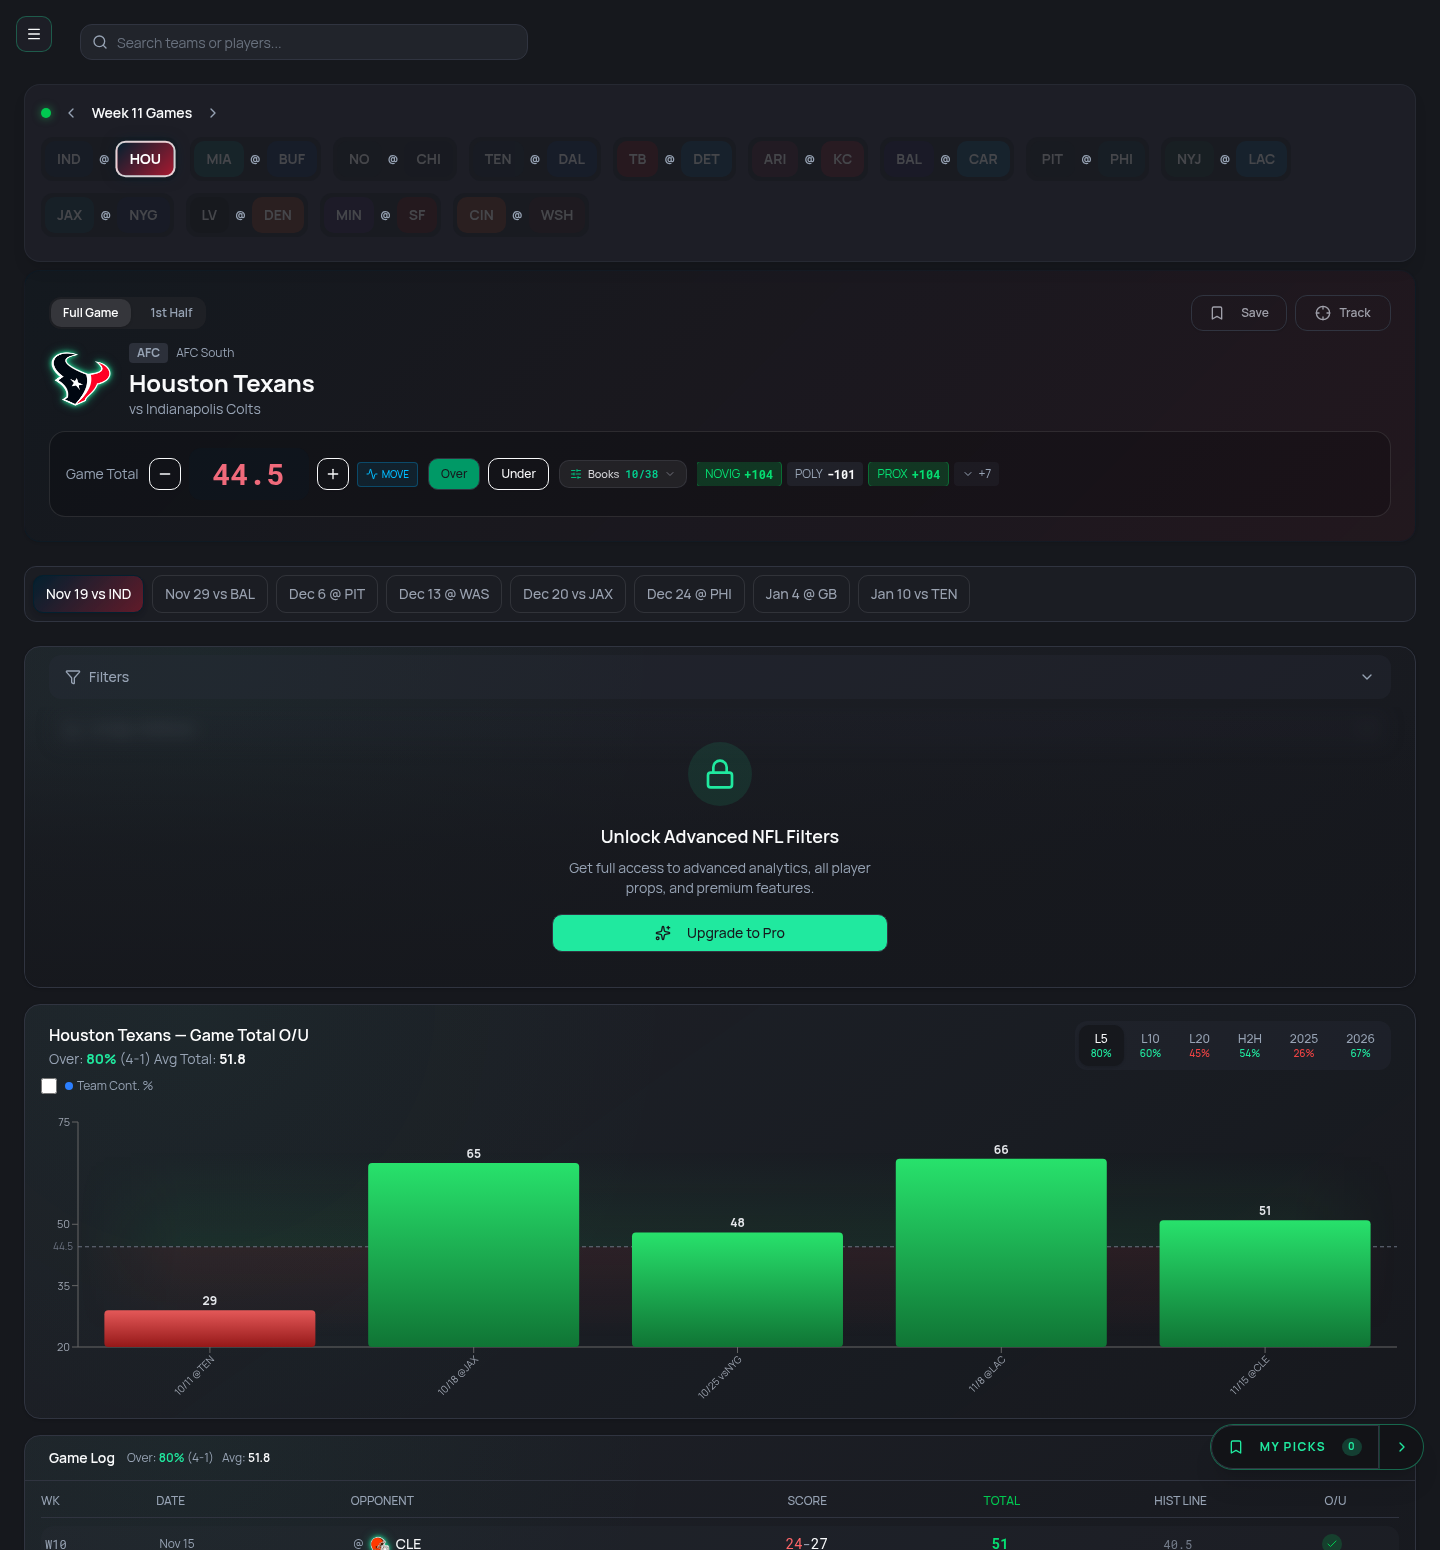 Search teams or players...
Week 11 Games
IND @ HOU MIA @ BUF NO @ CHI TEN @ DAL TB @ DET ARI @ KC BAL @ CAR PIT @ PHI NYJ @ LAC
JAX @ NYG LV @ DEN MIN @ SF CIN @ WSH
Full Game 1st Half Save Track
AFC AFC South
Houston Texans
vs Indianapolis Colts
Game Total 44.5 MOVE Over Under Books 10/38 NOVIG +104 POLY -101 PROX +104 +7
Nov 19 vs IND Nov 29 vs BAL Dec 6 @ PIT Dec 13 @ WAS Dec 20 vs JAX Dec 24 @ PHI Jan 4 @ GB Jan 10 vs TEN
Filters
Unlock Advanced NFL Filters
Get full access to advanced analytics, all player
props, and premium features.
Upgrade to Pro
Houston Texans — Game Total O/U
Over: 80% (4-1) Avg Total: 51.8
L5 L10 L20 H2H 2025 2026
80% 60% 45% 54% 26% 67%
Team Cont. %
75
50
44.5
35
20
29 65 48 66 51
10/11 @TEN 10/18 @JAX 10/25 vsNYG 11/8 @LAC 11/15 @CLE
MY PICKS 0
Game Log Over: 80% (4-1) Avg: 51.8
WK DATE OPPONENT SCORE TOTAL HIST LINE O/U
W10 Nov 15 @ CLE 24-27 51 40.5